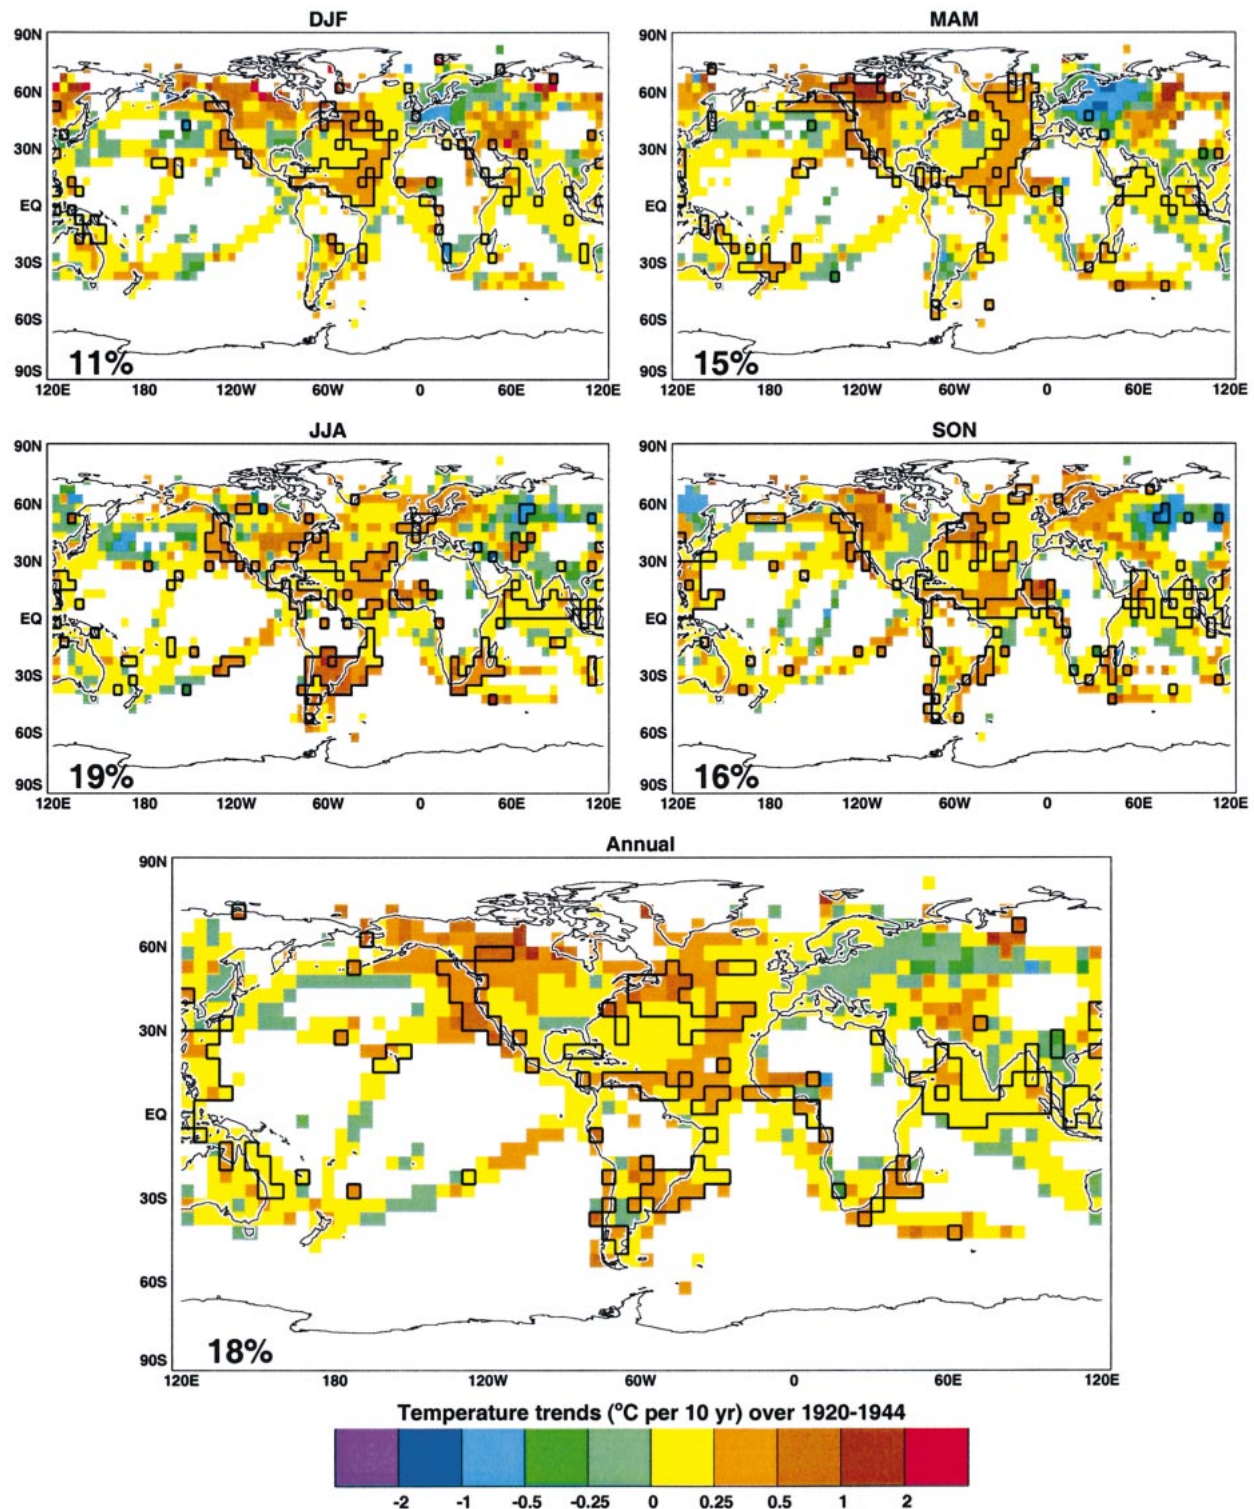 DJF
90N
60N
30N
EQ
30S
60S
90S
11%
120E 180 120W 60W 0 60E 120E
MAM
90N
60N
30N
EQ
30S
60S
90S
15%
120E 180 120W 60W 0 60E 120E
JJA
90N
60N
30N
EQ
30S
60S
90S
19%
120E 180 120W 60W 0 60E 120E
SON
90N
60N
30N
EQ
30S
60S
90S
16%
120E 180 120W 60W 0 60E 120E
Annual
90N
60N
30N
EQ
30S
60S
90S
18%
120E 180 120W 60W 0 60E 120E
Temperature trends (°C per 10 yr) over 1920-1944
-2 -1 -0.5 -0.25 0 0.25 0.5 1 2